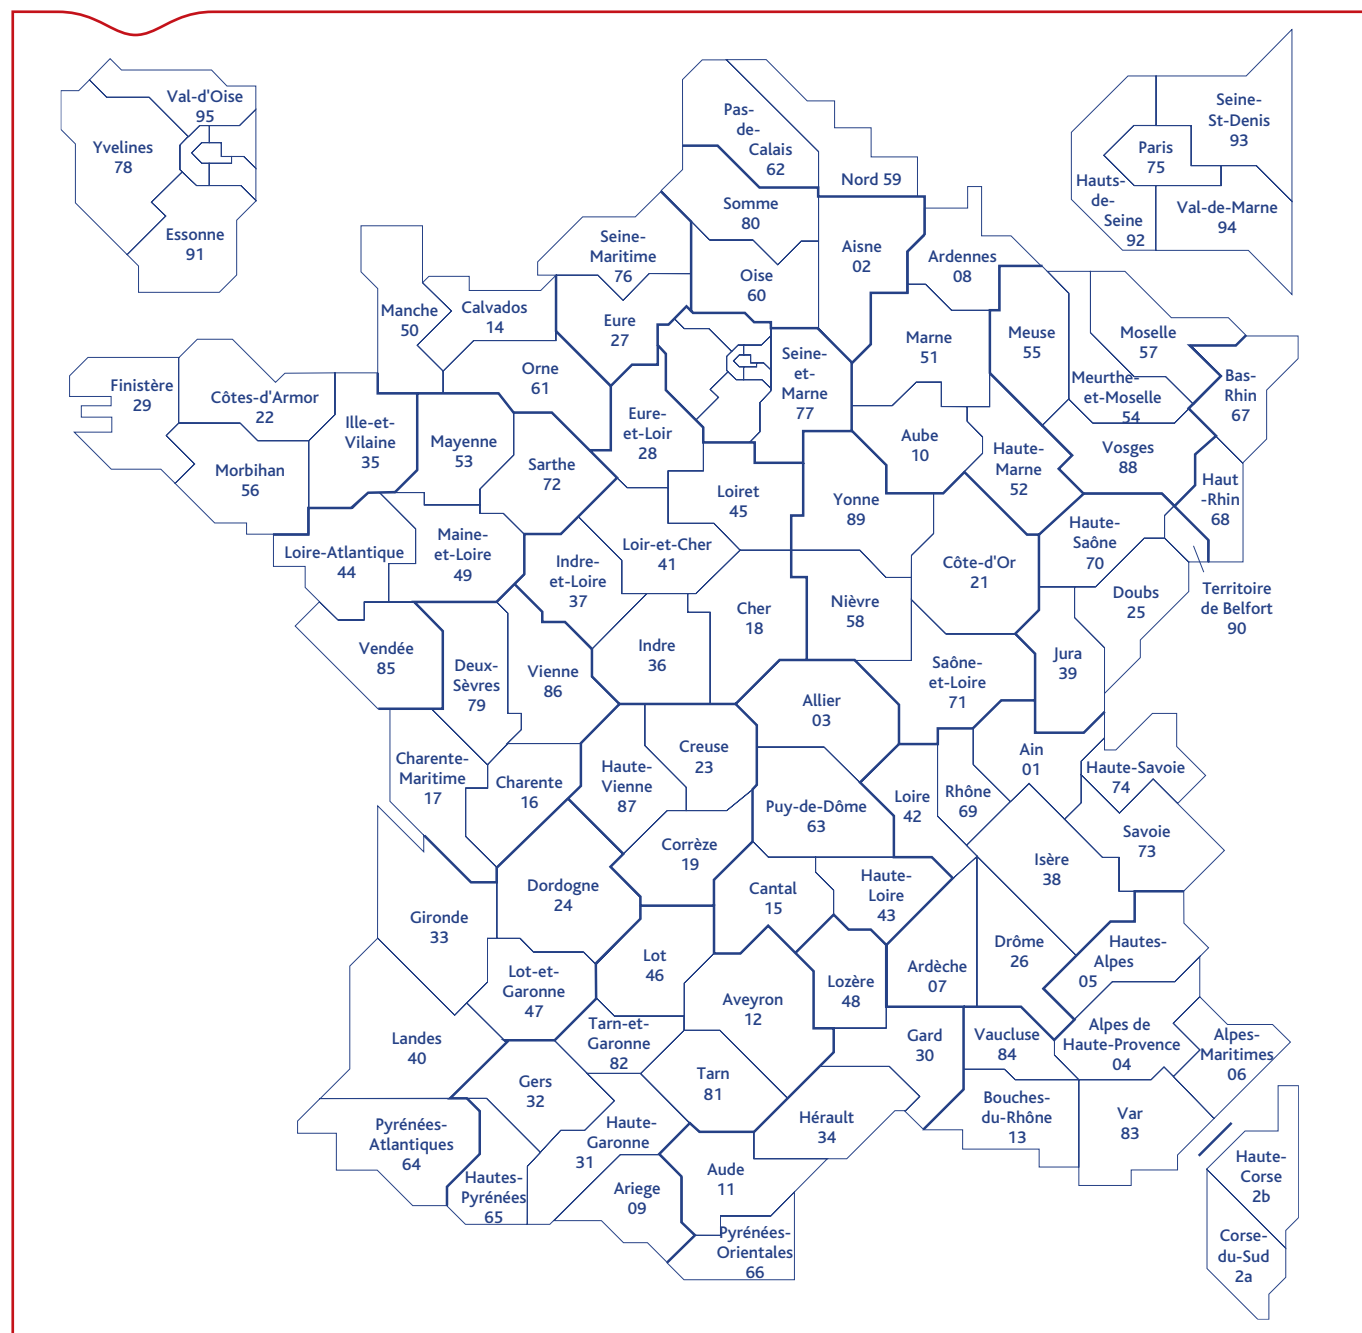 Val-d'Oise
95
Yvelines
78
Essonne
91
Seine-
St-Denis
93
Paris
75
Hauts-
de-
Seine
92
Val-de-Marne
94
Pas-
de-
Calais
62
Nord 59
Somme
80
Seine-
Maritime
76
Oise
60
Aisne
02
Ardennes
08
Manche
50
Calvados
14
Eure
27
Seine-
et-
Marne
77
Marne
51
Meuse
55
Moselle
57
Meurthe-
et-Moselle
54
Bas-
Rhin
67
Finistère
29
Côtes-d'Armor
22
Ille-et-
Vilaine
35
Morbihan
56
Orne
61
Mayenne
53
Sarthe
72
Eure-
et-Loir
28
Loiret
45
Yonne
89
Aube
10
Haute-
Marne
52
Vosges
88
Haut
-Rhin
68
Loire-Atlantique
44
Maine-
et-Loire
49
Indre-
et-Loire
37
Loir-et-Cher
41
Cher
18
Nièvre
58
Côte-d'Or
21
Haute-
Saône
70
Doubs
25
Territoire
de Belfort
90
Vendée
85
Deux-
Sèvres
79
Vienne
86
Indre
36
Allier
03
Saône-
et-Loire
71
Jura
39
Charente-
Maritime
17
Charente
16
Haute-
Vienne
87
Creuse
23
Puy-de-Dôme
63
Loire
42
Rhône
69
Ain
01
Haute-Savoie
74
Savoie
73
Isère
38
Corrèze
19
Dordogne
24
Gironde
33
Cantal
15
Haute-
Loire
43
Ardèche
07
Drôme
26
Hautes-
Alpes
05
Lot
46
Lot-et-
Garonne
47
Aveyron
12
Lozère
48
Landes
40
Tarn-et-
Garonne
82
Gers
32
Tarn
81
Gard
30
Vaucluse
84
Alpes de
Haute-Provence
04
Alpes-
Maritimes
06
Pyrénées-
Atlantiques
64
Hautes-
Pyrénées
65
Haute-
Garonne
31
Hérault
34
Bouches-
du-Rhône
13
Var
83
Ariege
09
Aude
11
Pyrénées-
Orientales
66
Haute-
Corse
2b
Corse-
du-Sud
2a